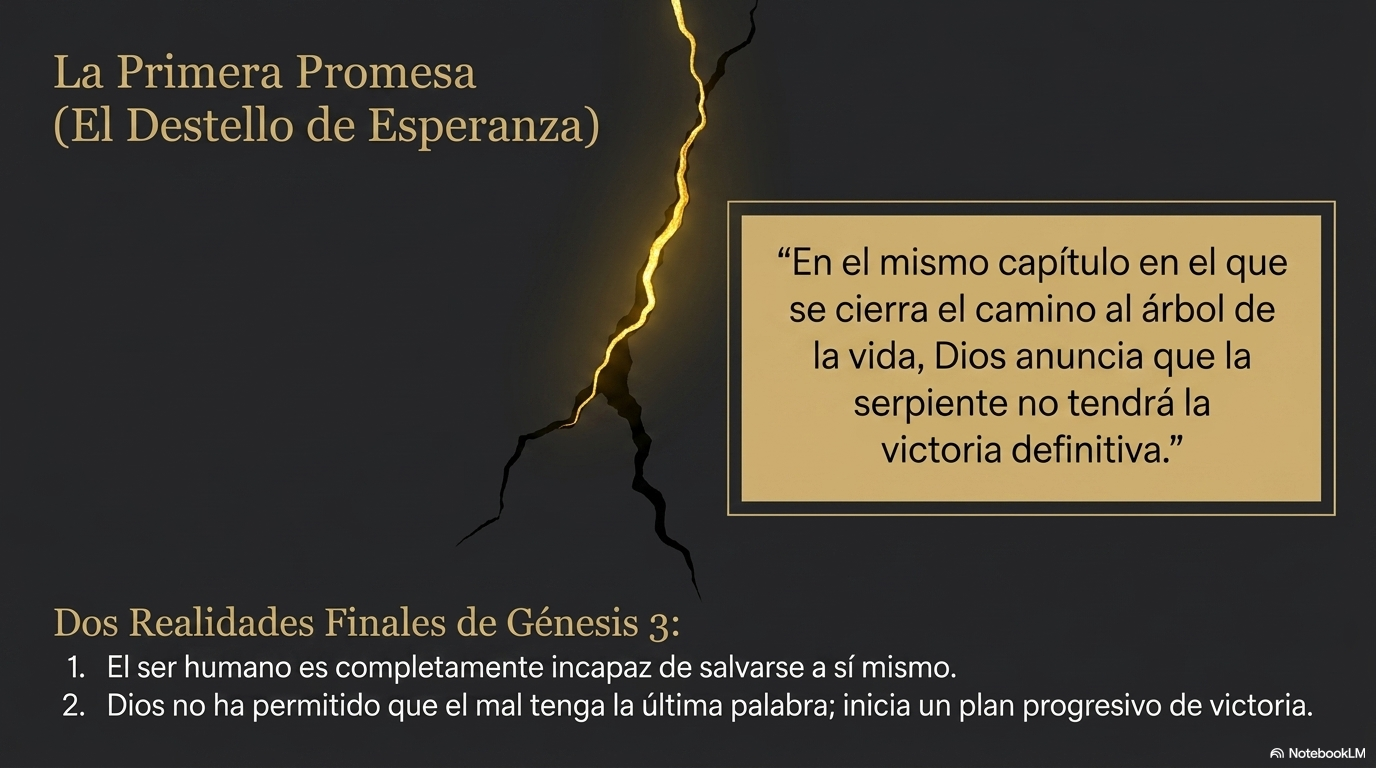 La Primera Promesa
(El Destello de Esperanza)
“En el mismo capítulo en el que
se cierra el camino al árbol de
la vida, Dios anuncia que la
serpiente no tendrá la
victoria definitiva.”
Dos Realidades Finales de Génesis 3:
1. El ser humano es completamente incapaz de salvarse a sí mismo.
2. Dios no ha permitido que el mal tenga la última palabra; inicia un plan progresivo de victoria.
NotebookLM